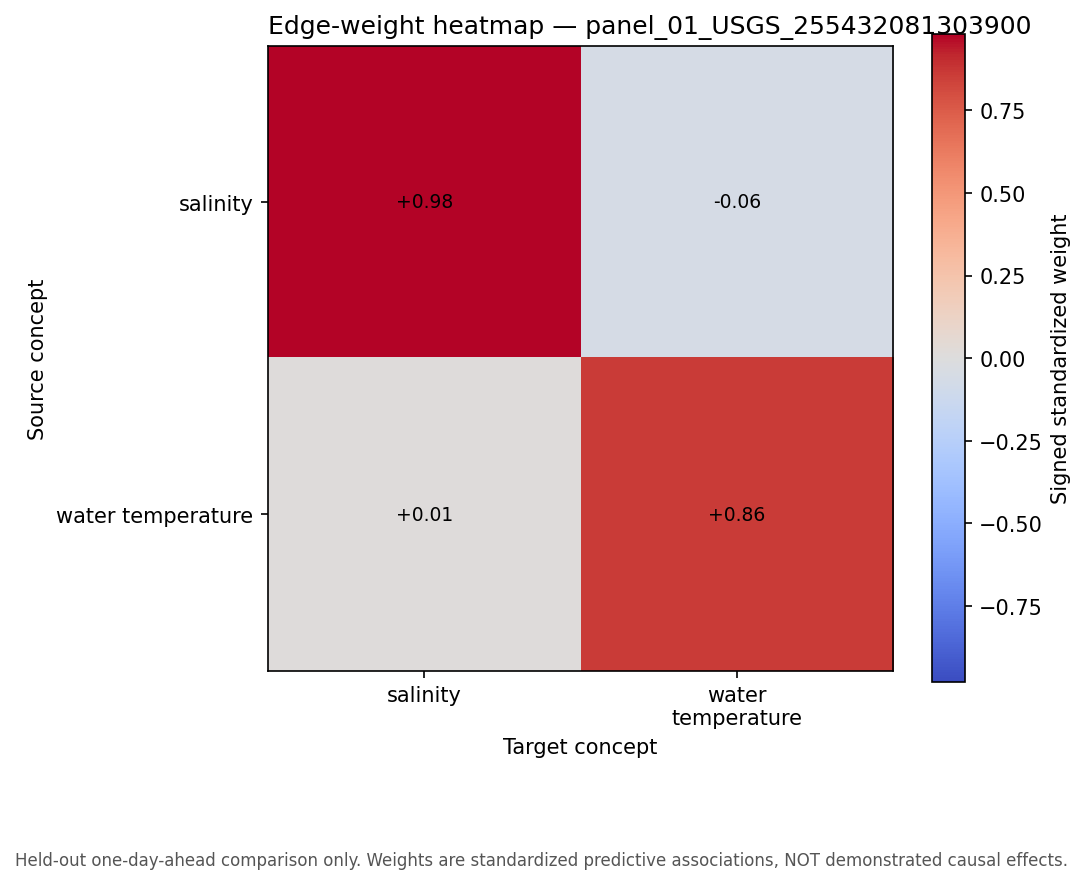 Edge-weight heatmap — panel_01_USGS_255432081303900
salinity
water temperature
Source concept
+0.98
-0.06
+0.01
+0.86
salinity
water
temperature
Target concept
0.75
0.50
0.25
0.00
−0.25
−0.50
−0.75
Signed standardized weight
Held-out one-day-ahead comparison only. Weights are standardized predictive associations, NOT demonstrated causal effects.